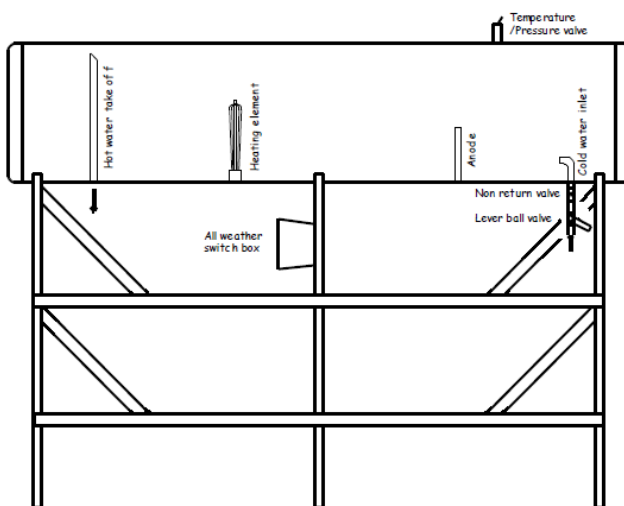 Temperature
/Pressure valve
Hot water take of f
Heating element
Anode
Cold water inlet
Non return valve
Lever ball valve
All weather
switch box